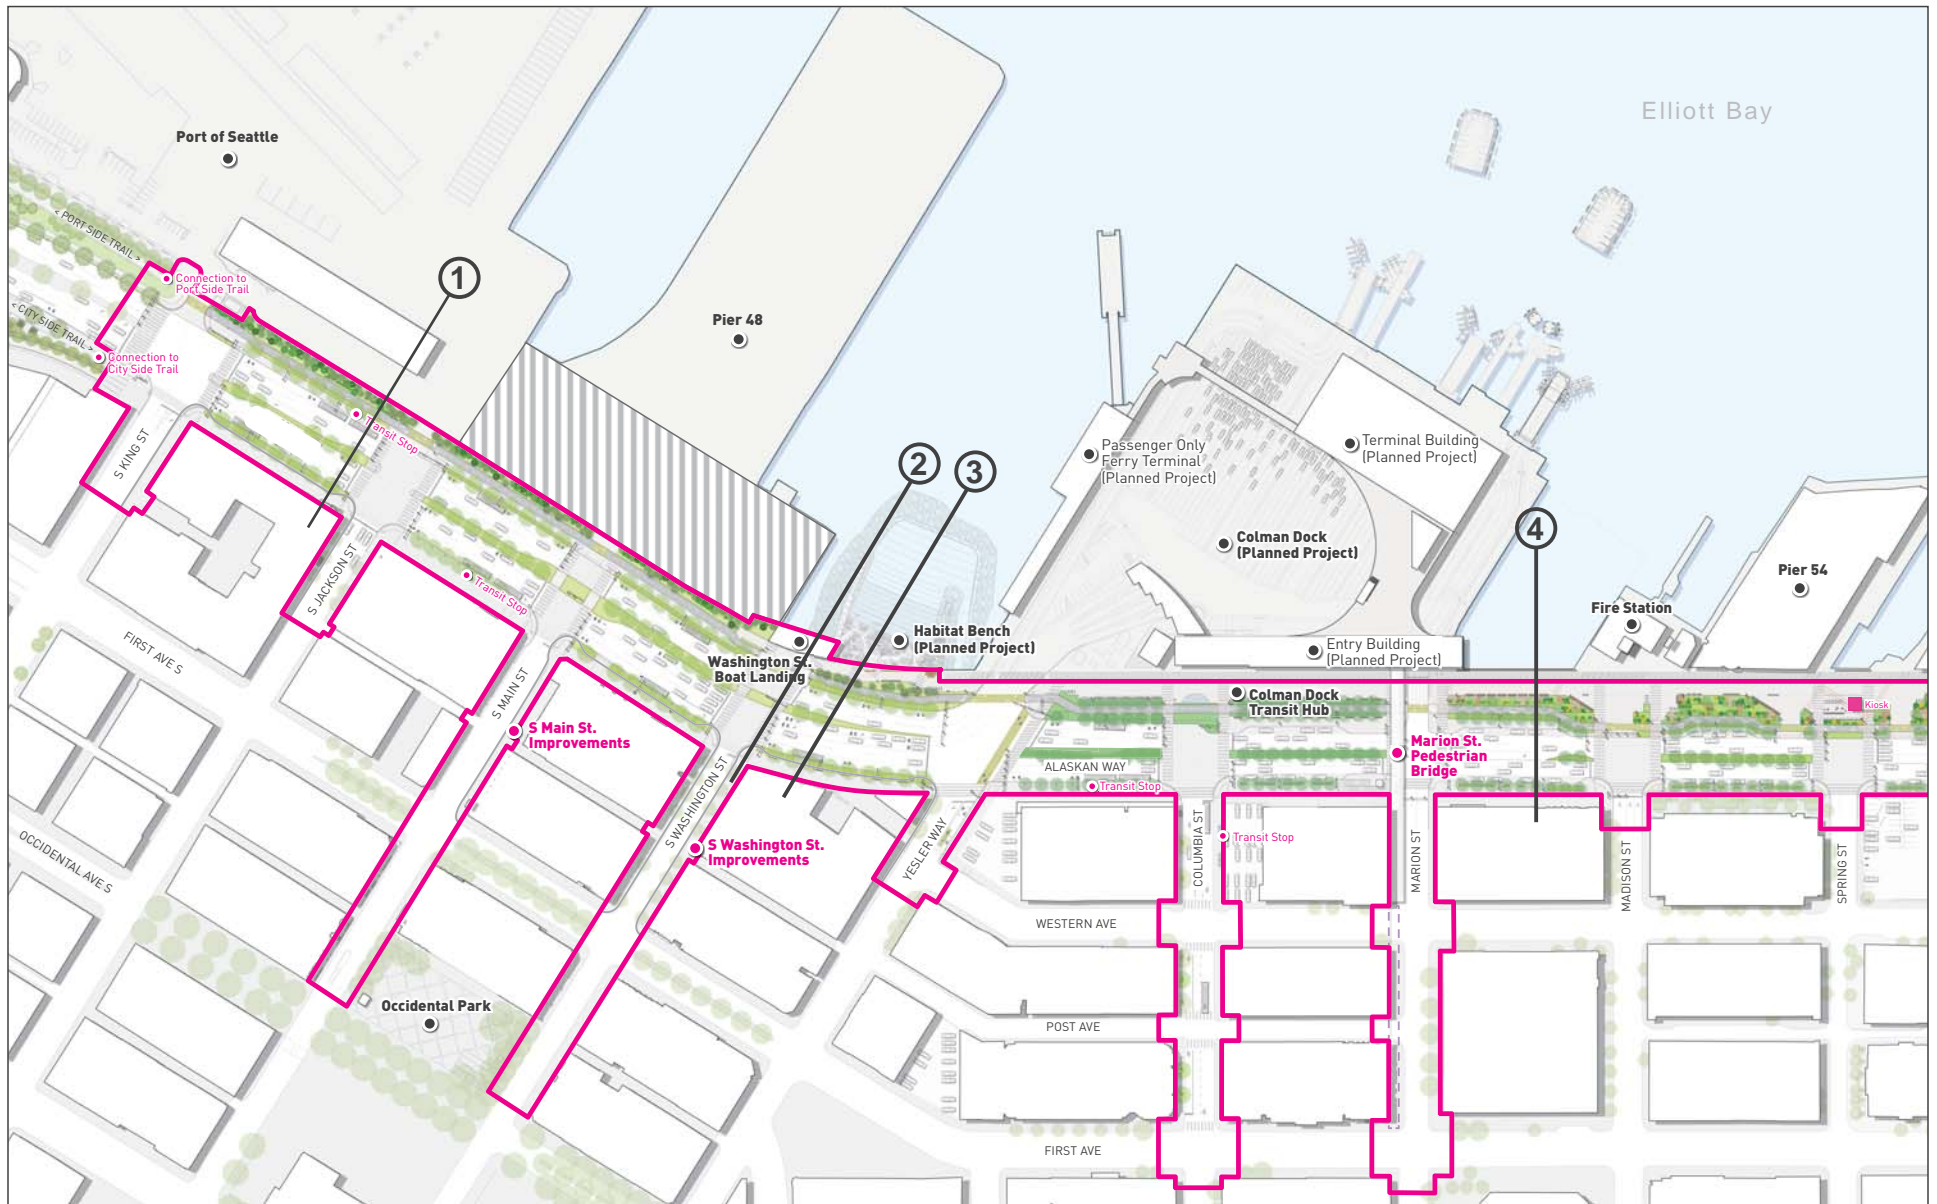 Elliott Bay
Port of Seattle
< PORT SIDE TRAIL >
Connection to
Port Side Trail
1
< CITY SIDE TRAIL >
Connection to
City Side Trail
Pier 48
Transit Stop
2
3
Passenger Only
Ferry Terminal
(Planned Project)
Terminal Building
(Planned Project)
S KING ST
4
Colman Dock
(Planned Project)
Pier 54
S JACKSON ST
Transit Stop
Fire Station
Habitat Bench
(Planned Project)
Entry Building
(Planned Project)
FIRST AVE S
Washington St.
Boat Landing
S MAIN ST
Colman Dock
Transit Hub
Kiosk
S Main St.
Improvements
Marion St.
Pedestrian
Bridge
ALASKAN WAY
Transit Stop
S WASHINGTON ST
S Washington St.
Improvements
YESLER WAY
COLUMBIA ST
Transit Stop
MARION ST
MADISON ST
SPRING ST
OCCIDENTAL AVE S
WESTERN AVE
Occidental Park
POST AVE
FIRST AVE